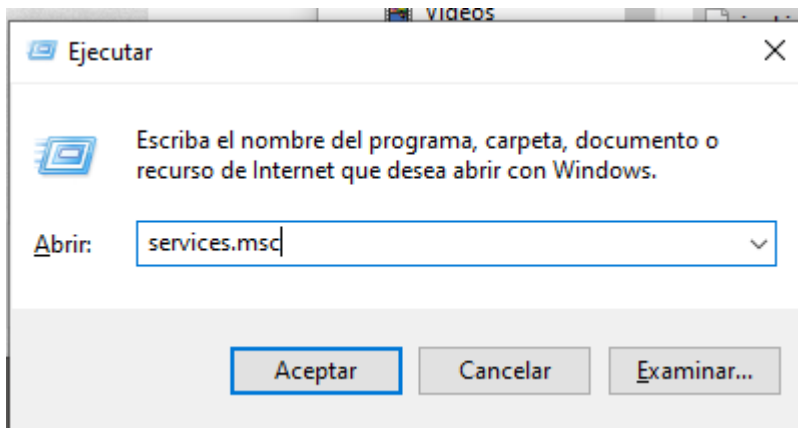 Vídeos
Ejecutar
Escriba el nombre del programa, carpeta, documento o
recurso de Internet que desea abrir con Windows.
Abrir: services.msc
Aceptar Cancelar Examinar...